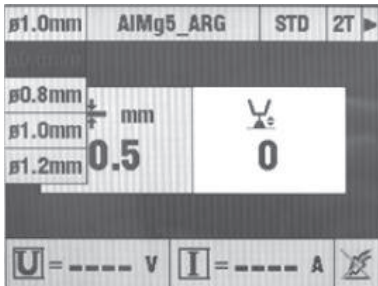 ø1.0mm AlMg5_ARG STD 2T
ø0.8mm
ø1.0mm
ø1.2mm
mm
0.5 0
U = ---- V I = ---- A